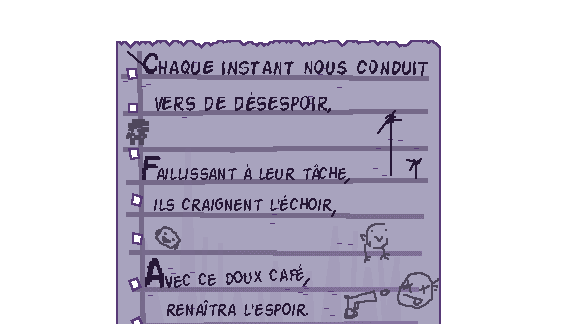 CHAQUE INSTANT NOUS CONDUIT
VERS DE DÉSESPOIR,
FAILLISSANT À LEUR TÂCHE,
ILS CRAIGNENT L'ÉCHOIR,
AVEC CE DOUX CAFÉ,
RENAÎTRA L'ESPOIR.